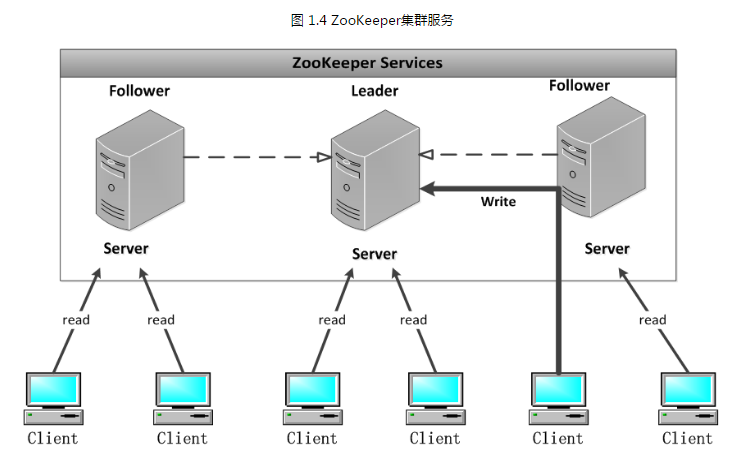 图 1.4 ZooKeeper集群服务
ZooKeeper Services
Follower
Leader
Follower
Write
Server
Server
Server
read
read
read
read
read
Client
Client
Client
Client
Client
Client